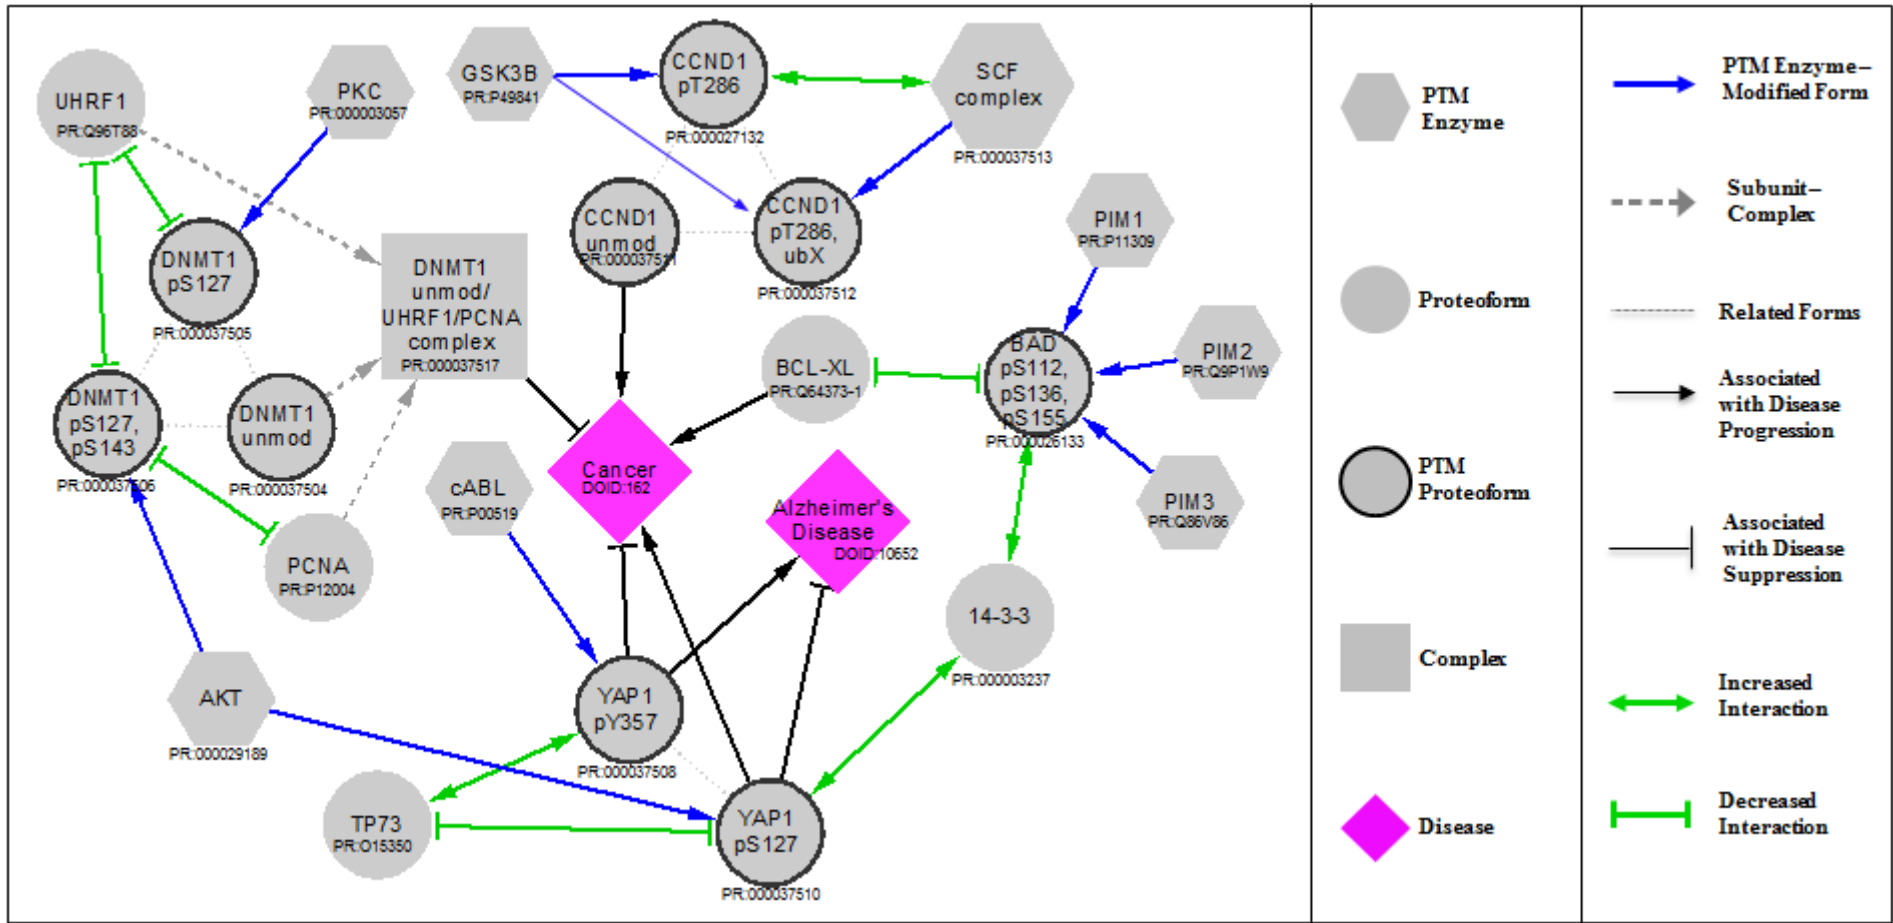 UHRF1
PR:Q96T88
PKC
PR:000003057
GSK3B
PR:P49841
CCND1
pT286
PR:000027132
SCF
complex
PR:000037513
DNMT1
pS127
PR:000037505
DNMT1
unmod/
UHRF1/PCNA
complex
PR:000037517
CCND1
unmod
PR:000037511
CCND1
pT286,
ubX
PR:000037512
PIM1
PR:P11309
PIM2
PR:Q9P1W9
PIM3
PR:Q86V86
BCL-XL
PR:Q64373-1
BAD
pS112,
pS136,
pS155
PR:000026133
DNMT1
pS127,
pS143
PR:000037506
DNMT1
unmod
PR:000037504
cABL
PR:P00519
Cancer
DOID:162
Alzheimer's
Disease
DOID:10652
PCNA
PR:P12004
14-3-3
PR:000003237
AKT
PR:000029189
YAP1
pY357
PR:000037508
TP73
PR:O15350
YAP1
pS127
PR:000037510
PTM
Enzyme
Proteoform
PTM
Proteoform
Complex
Disease
PTM Enzyme–
Modified Form
Subunit–
Complex
Related Forms
Associated
with Disease
Progression
Associated
with Disease
Suppression
Increased
Interaction
Decreased
Interaction